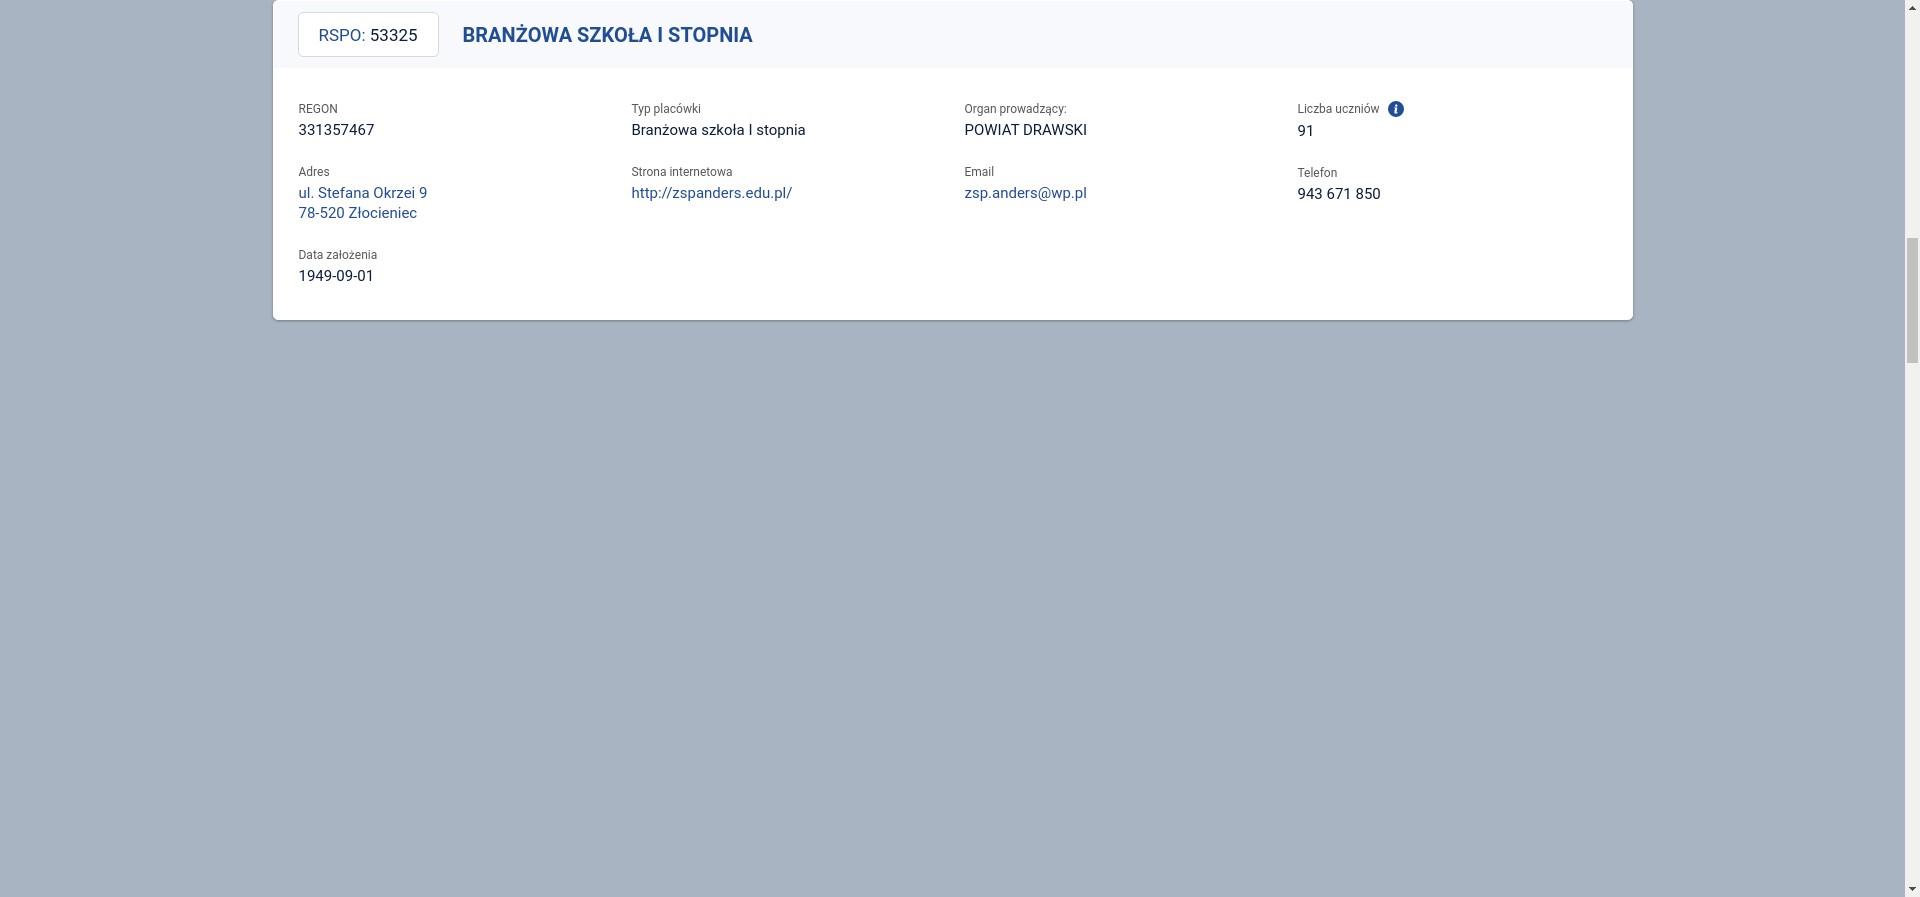 RSPO: 53325
BRANŻOWA SZKOŁA I STOPNIA
REGON
331357467
Typ placówki
Branżowa szkoła I stopnia
Organ prowadzący:
POWIAT DRAWSKI
Liczba uczniów
91
Adres
ul. Stefana Okrzei 9
78-520 Złocieniec
Strona internetowa
http://zspanders.edu.pl/
Email
zsp.anders@wp.pl
Telefon
943 671 850
Data założenia
1949-09-01